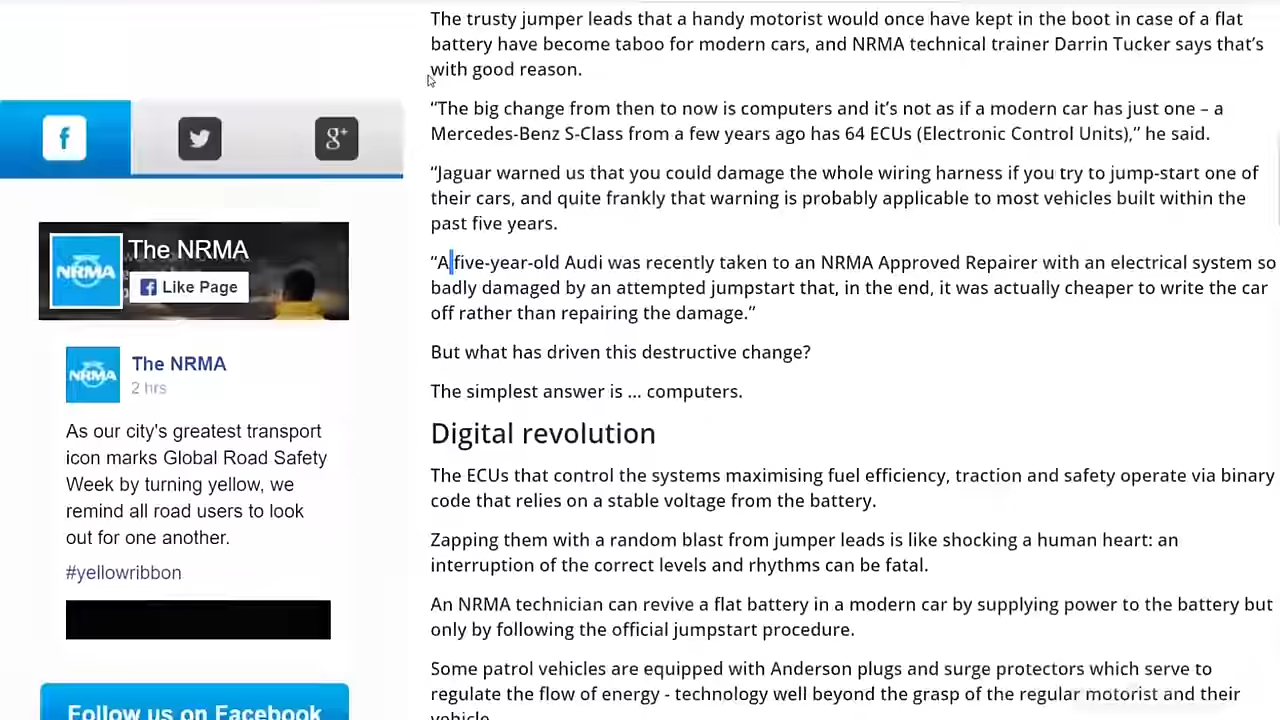 The trusty jumper leads that a handy motorist would once have kept in the boot in case of a flat
battery have become taboo for modern cars, and NRMA technical trainer Darrin Tucker says that’s
with good reason.
“The big change from then to now is computers and it’s not as if a modern car has just one – a
Mercedes-Benz S-Class from a few years ago has 64 ECUs (Electronic Control Units),” he said.
“Jaguar warned us that you could damage the whole wiring harness if you try to jump-start one of
their cars, and quite frankly that warning is probably applicable to most vehicles built within the
past five years.
“A five-year-old Audi was recently taken to an NRMA Approved Repairer with an electrical system so
badly damaged by an attempted jumpstart that, in the end, it was actually cheaper to write the car
off rather than repairing the damage.”
But what has driven this destructive change?
The simplest answer is ... computers.
Digital revolution
The ECUs that control the systems maximising fuel efficiency, traction and safety operate via binary
code that relies on a stable voltage from the battery.
Zapping them with a random blast from jumper leads is like shocking a human heart: an
interruption of the correct levels and rhythms can be fatal.
An NRMA technician can revive a flat battery in a modern car by supplying power to the battery but
only by following the official jumpstart procedure.
Some patrol vehicles are equipped with Anderson plugs and surge protectors which serve to
regulate the flow of energy - technology well beyond the grasp of the regular motorist and their
vehicle.
f
g+
NRMA
The NRMA
f Like Page
NRMA
The NRMA
2 hrs
As our city's greatest transport
icon marks Global Road Safety
Week by turning yellow, we
remind all road users to look
out for one another.
#yellowribbon
Follow us on Facebook